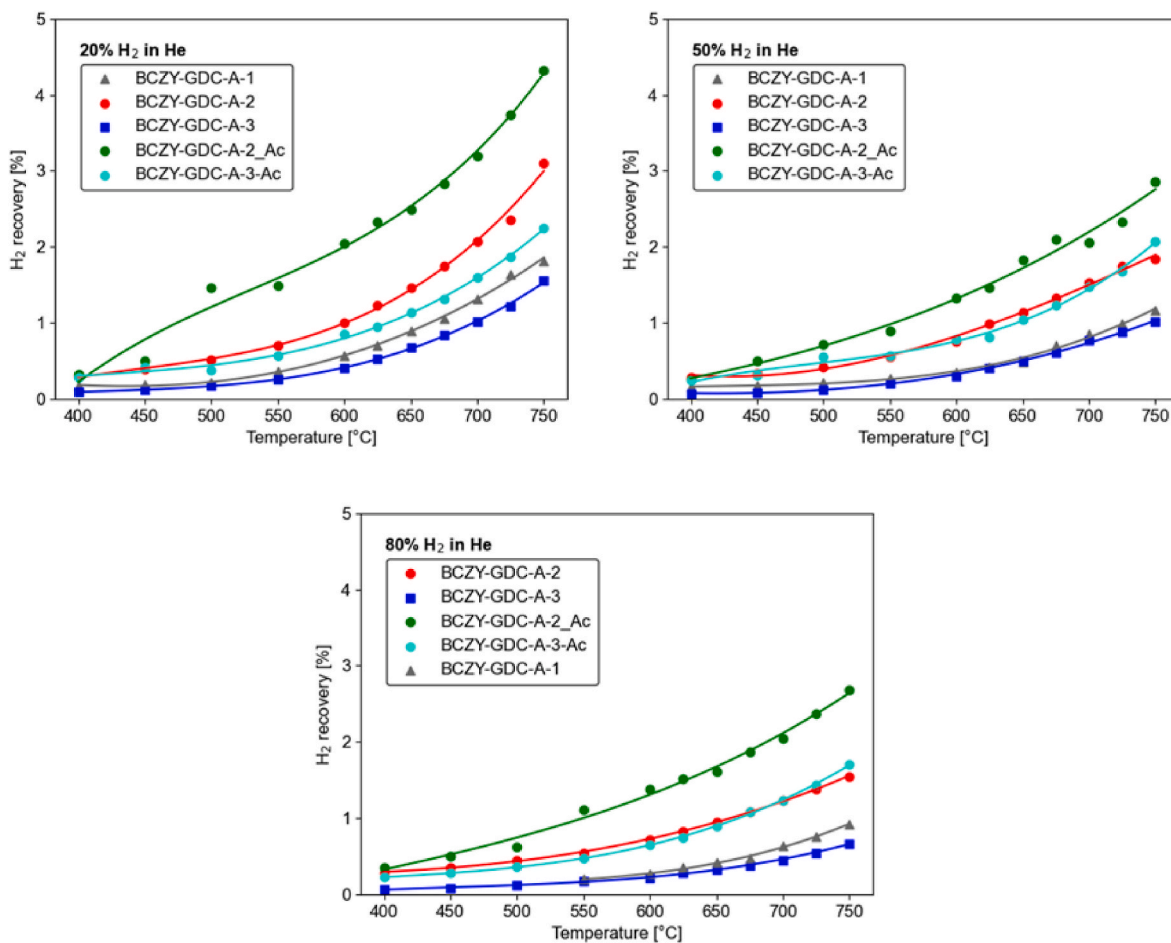 20% H₂ in He
BCZY-GDC-A-1
BCZY-GDC-A-2
BCZY-GDC-A-3
BCZY-GDC-A-2_Ac
BCZY-GDC-A-3-Ac
H₂ recovery [%]
5
4
3
2
1
0
400 450 500 550 600 650 700 750
Temperature [°C]
50% H₂ in He
BCZY-GDC-A-1
BCZY-GDC-A-2
BCZY-GDC-A-3
BCZY-GDC-A-2_Ac
BCZY-GDC-A-3-Ac
H₂ recovery [%]
5
4
3
2
1
0
400 450 500 550 600 650 700 750
Temperature [°C]
80% H₂ in He
BCZY-GDC-A-2
BCZY-GDC-A-3
BCZY-GDC-A-2_Ac
BCZY-GDC-A-3-Ac
BCZY-GDC-A-1
H₂ recovery [%]
5
4
3
2
1
0
400 450 500 550 600 650 700 750
Temperature [°C]